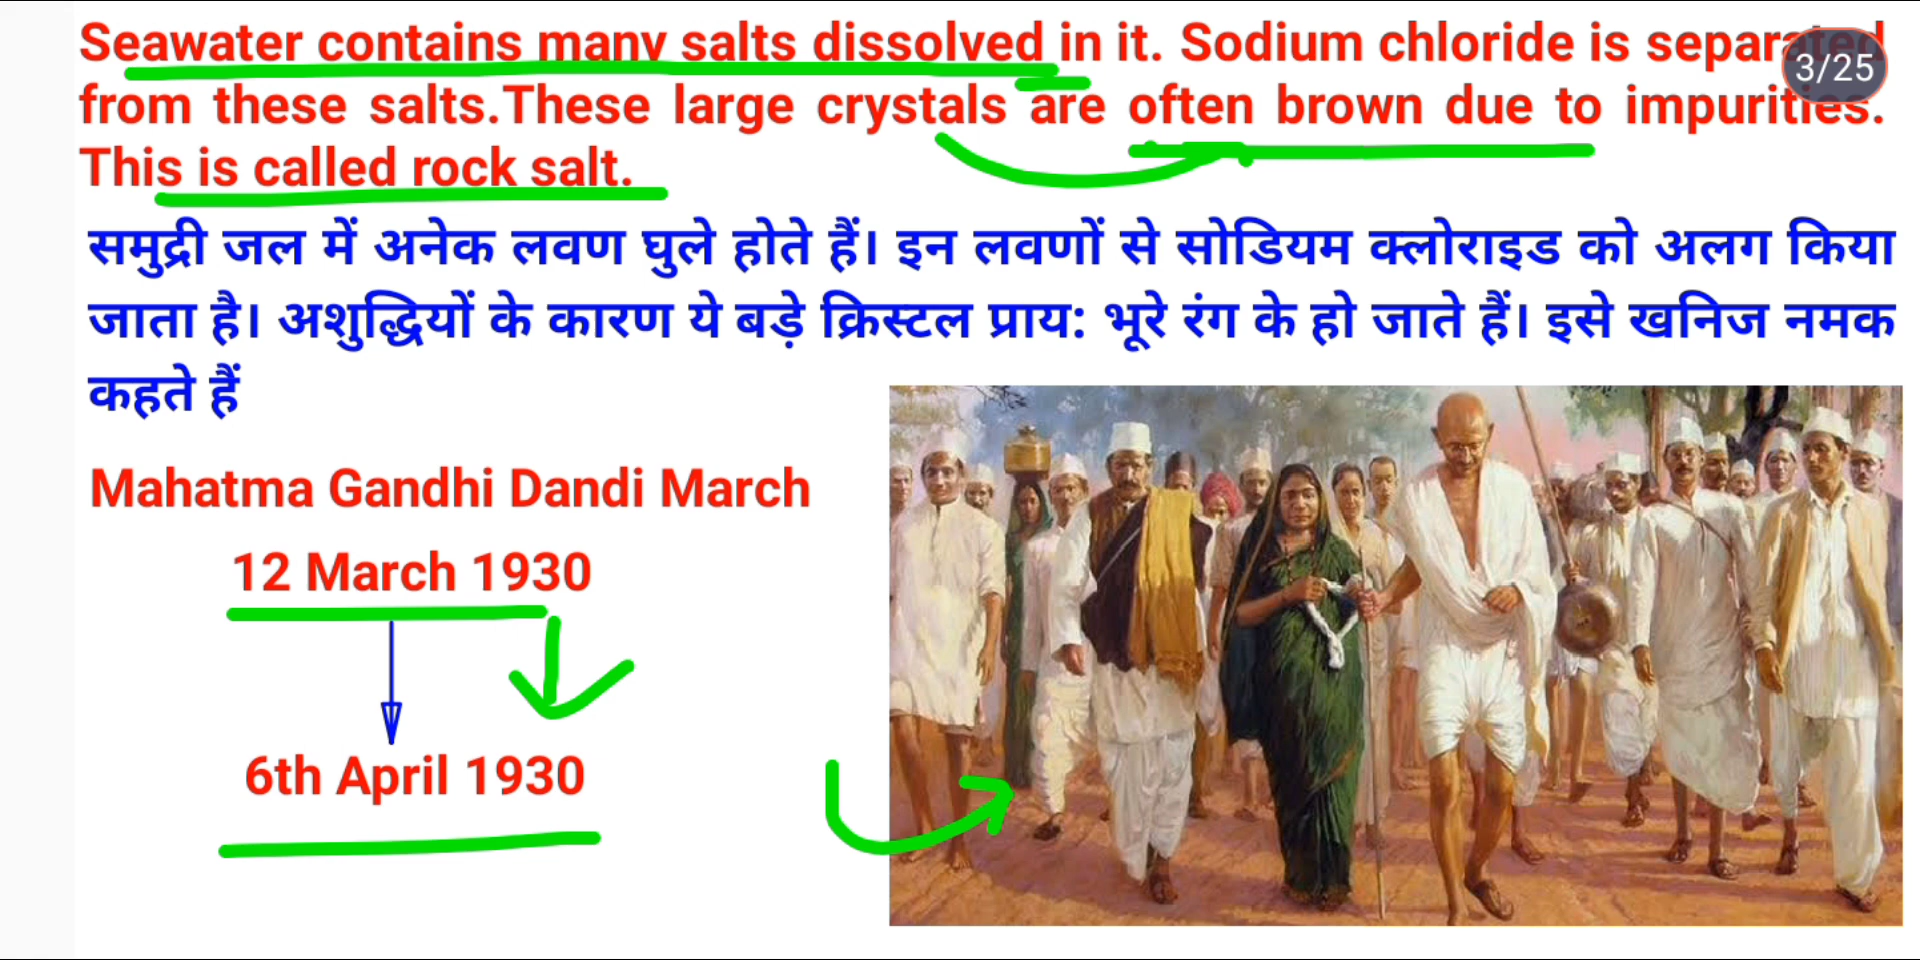 Seawater contains many salts dissolved in it. Sodium chloride is separated
3/25
from these salts.These large crystals are often brown due to impurities.
This is called rock salt.
समुद्री जल में अनेक लवण घुले होते हैं। इन लवणों से सोडियम क्लोराइड को अलग किया
जाता है। अशुद्धियों के कारण ये बड़े क्रिस्टल प्राय: भूरे रंग के हो जाते हैं। इसे खनिज नमक
कहते हैं
Mahatma Gandhi Dandi March
12 March 1930
6th April 1930